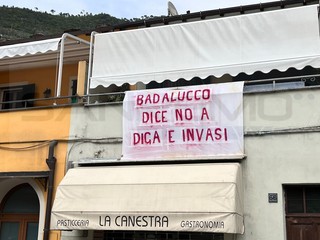 BADALUCCO
DICE NO A
DIGA E INVASI
PASTICCERIA LA CANESTRA GASTRONOMIA